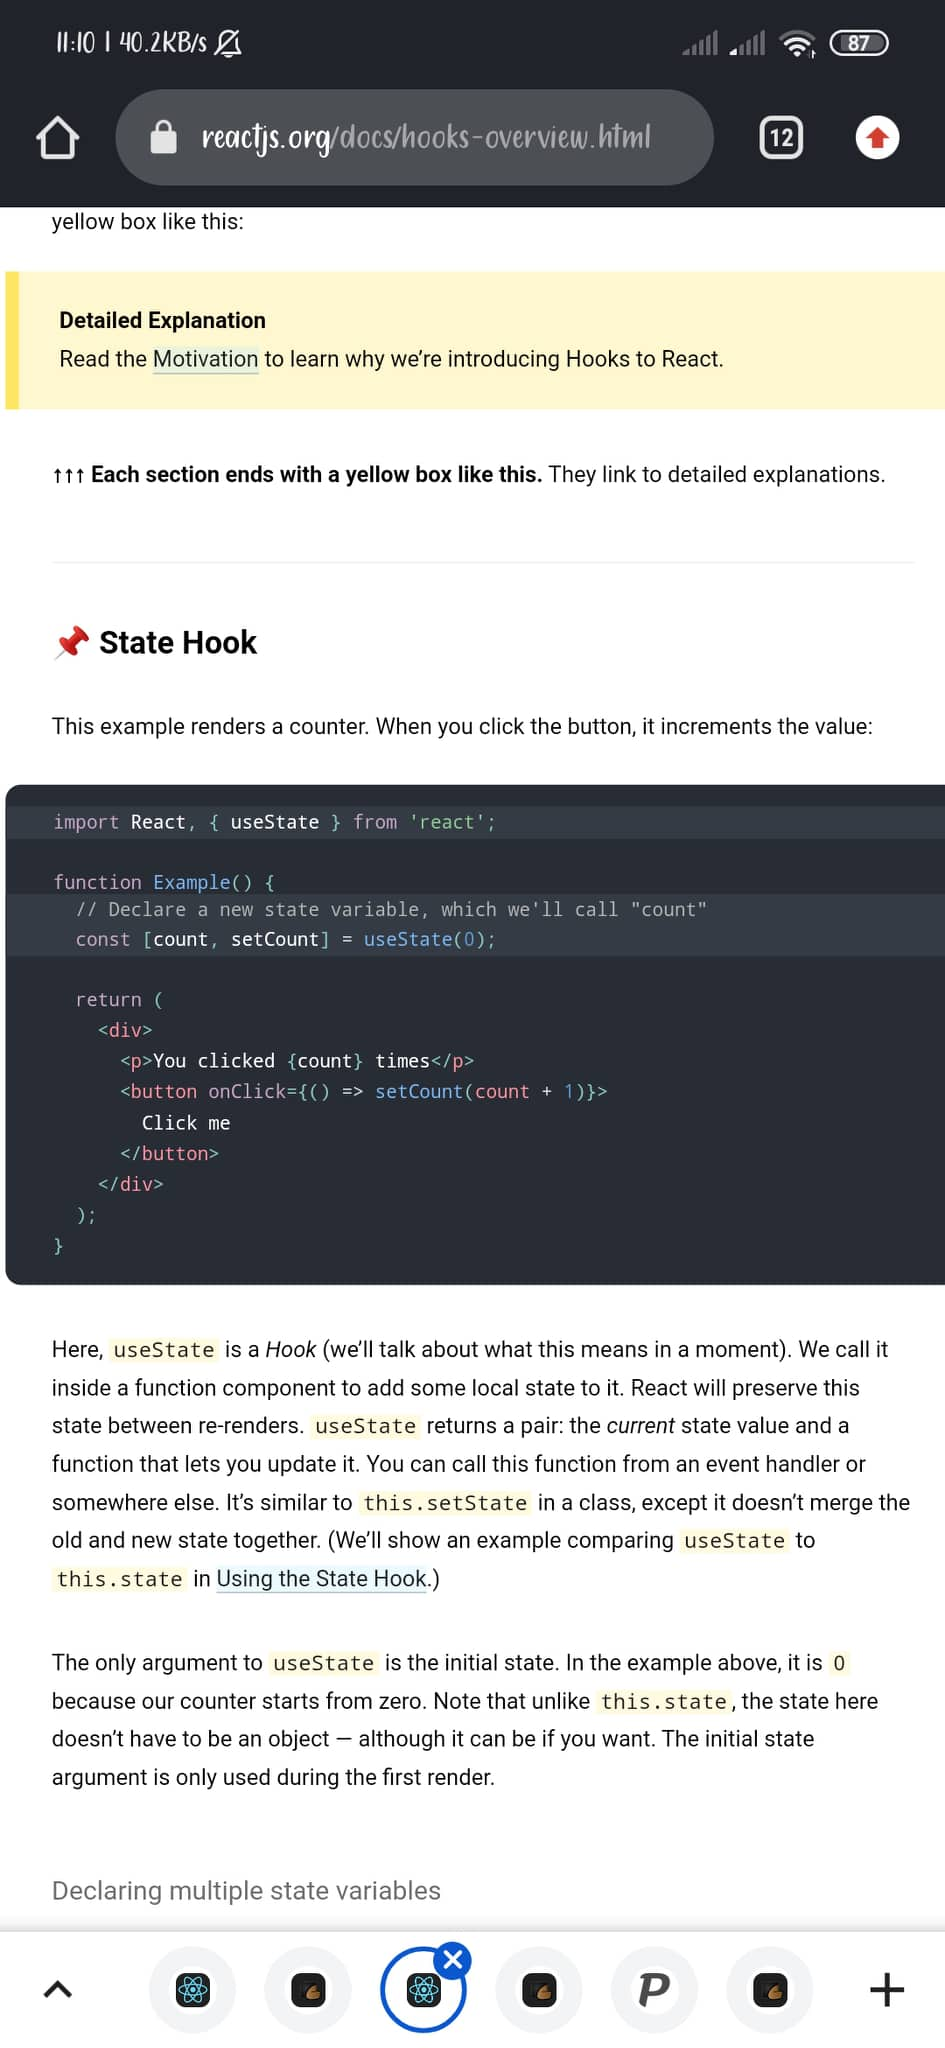 11:10 | 40.2KB/s
87
reactjs.org/docs/hooks-overview.html
12
yellow box like this:
Detailed Explanation
Read the Motivation to learn why we’re introducing Hooks to React.
↑↑↑ Each section ends with a yellow box like this. They link to detailed explanations.
📌 State Hook
This example renders a counter. When you click the button, it increments the value:
import React, { useState } from 'react';
function Example() {
  // Declare a new state variable, which we'll call "count"
  const [count, setCount] = useState(0);
  return (
    <div>
      <p>You clicked {count} times</p>
      <button onClick={() => setCount(count + 1)}>
        Click me
      </button>
    </div>
  );
}
Here, useState is a Hook (we’ll talk about what this means in a moment). We call it
inside a function component to add some local state to it. React will preserve this
state between re-renders. useState returns a pair: the current state value and a
function that lets you update it. You can call this function from an event handler or
somewhere else. It’s similar to this.setState in a class, except it doesn’t merge the
old and new state together. (We’ll show an example comparing useState to
this.state in Using the State Hook.)
The only argument to useState is the initial state. In the example above, it is 0
because our counter starts from zero. Note that unlike this.state, the state here
doesn’t have to be an object — although it can be if you want. The initial state
argument is only used during the first render.
Declaring multiple state variables
P